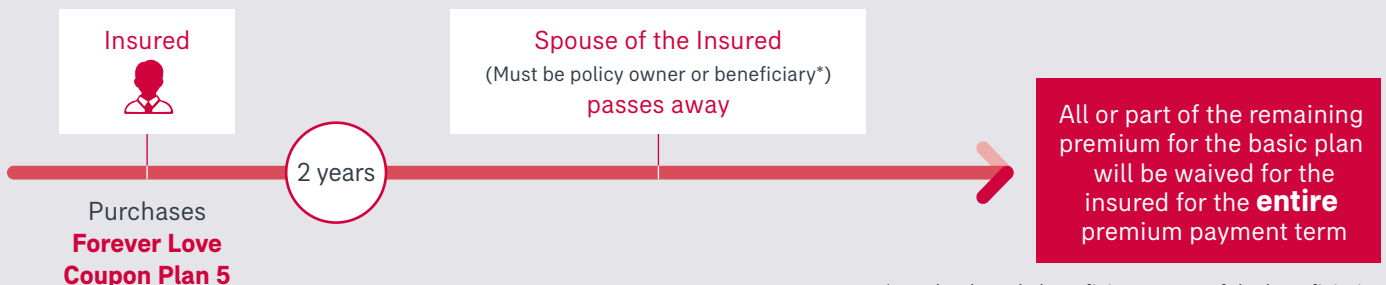 Insured
Spouse of the Insured
(Must be policy owner or beneficiary*)
passes away
All or part of the remaining
premium for the basic plan
will be waived for the
insured for the entire
premium payment term
2 years
Purchases
Forever Love
Coupon Plan 5